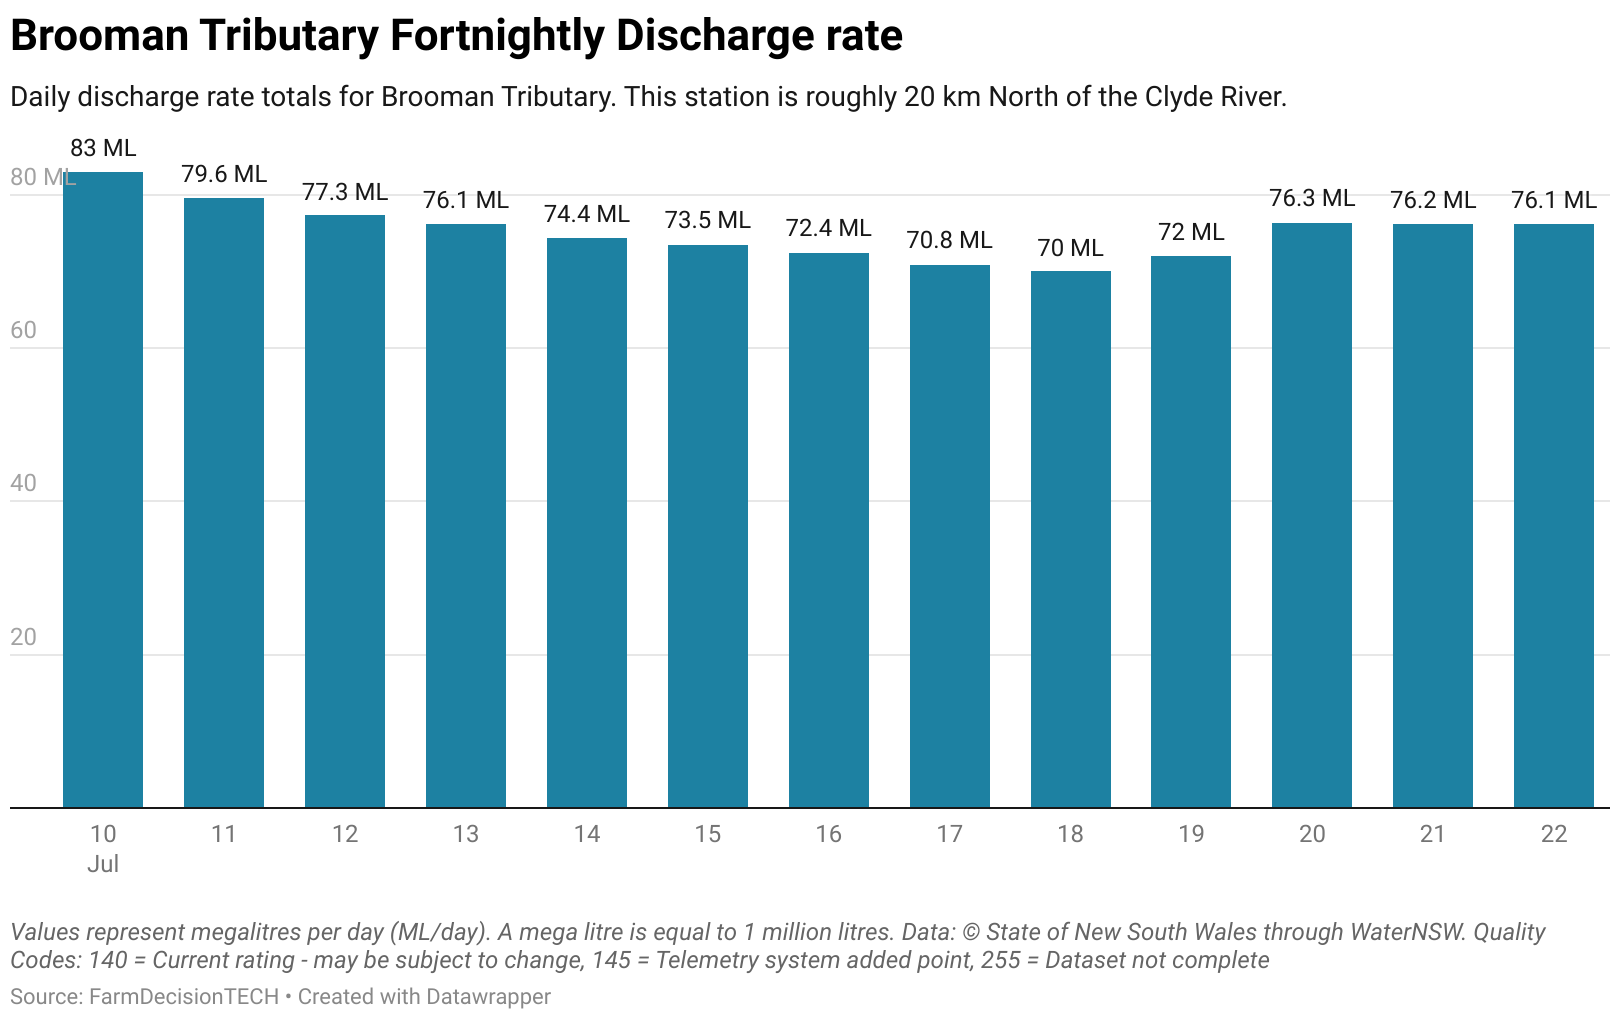 Brooman Tributary Fortnightly Discharge rate
Daily discharge rate totals for Brooman Tributary. This station is roughly 20 km North of the Clyde River.
83 ML
80 ML
79.6 ML
77.3 ML
76.1 ML
74.4 ML
73.5 ML
72.4 ML
70.8 ML
70 ML
72 ML
76.3 ML
76.2 ML
76.1 ML
60
40
20
10 11 12 13 14 15 16 17 18 19 20 21 22
Jul
Values represent megalitres per day (ML/day). A mega litre is equal to 1 million litres. Data: © State of New South Wales through WaterNSW. Quality
Codes: 140 = Current rating - may be subject to change, 145 = Telemetry system added point, 255 = Dataset not complete
Source: FarmDecisionTECH • Created with Datawrapper